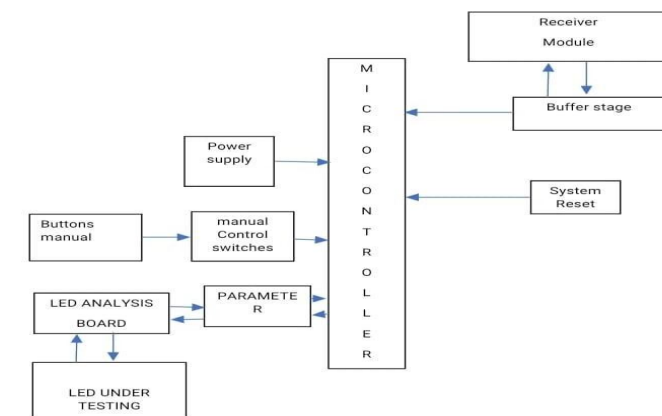 Receiver
Module
M
I
C
R
O
C
O
N
T
R
O
L
L
E
R
Buffer stage
Power
supply
System
Reset
Buttons
manual
manual
Control
switches
LED ANALYSIS
BOARD
PARAMETE
R
LED UNDER
TESTING